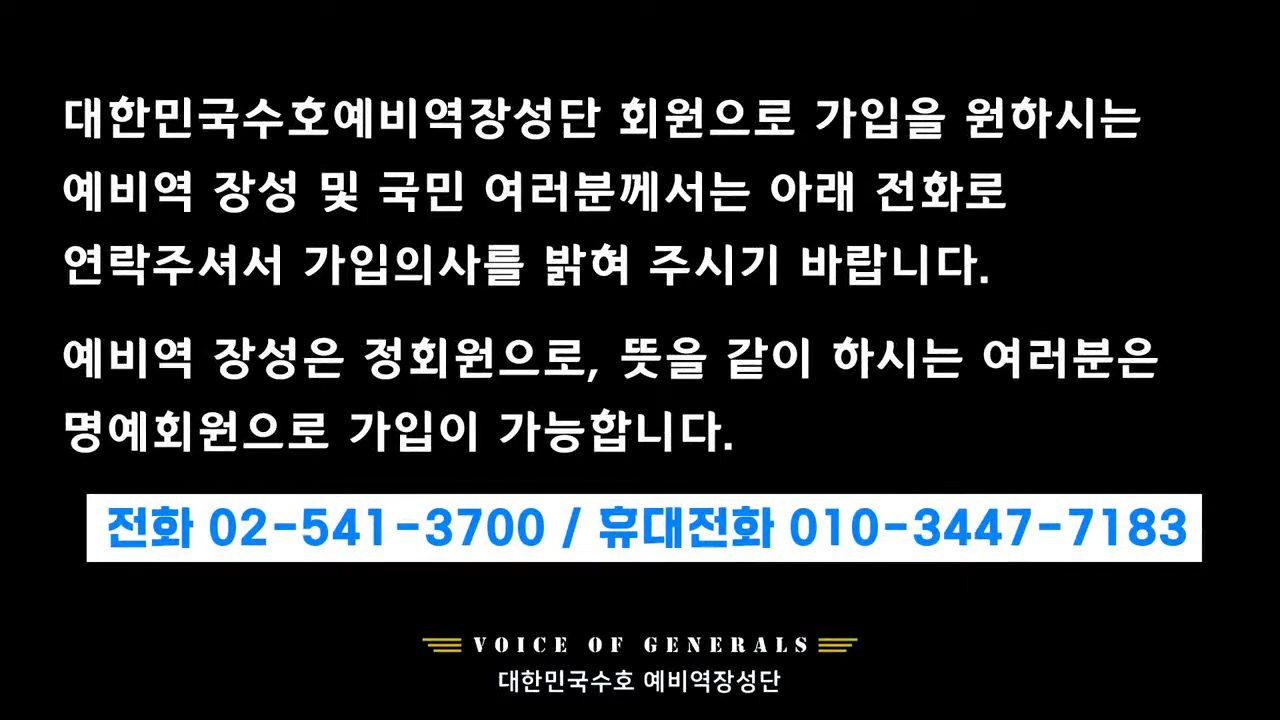 대한민국수호예비역장성단 회원으로 가입을 원하시는
예비역 장성 및 국민 여러분께서는 아래 전화로
연락주셔서 가입의사를 밝혀 주시기 바랍니다.
예비역 장성은 정회원으로, 뜻을 같이 하시는 여러분은
명예회원으로 가입이 가능합니다.
전화 02-541-3700 / 휴대전화 010-3447-7183
VOICE OF GENERALS
대한민국수호 예비역장성단